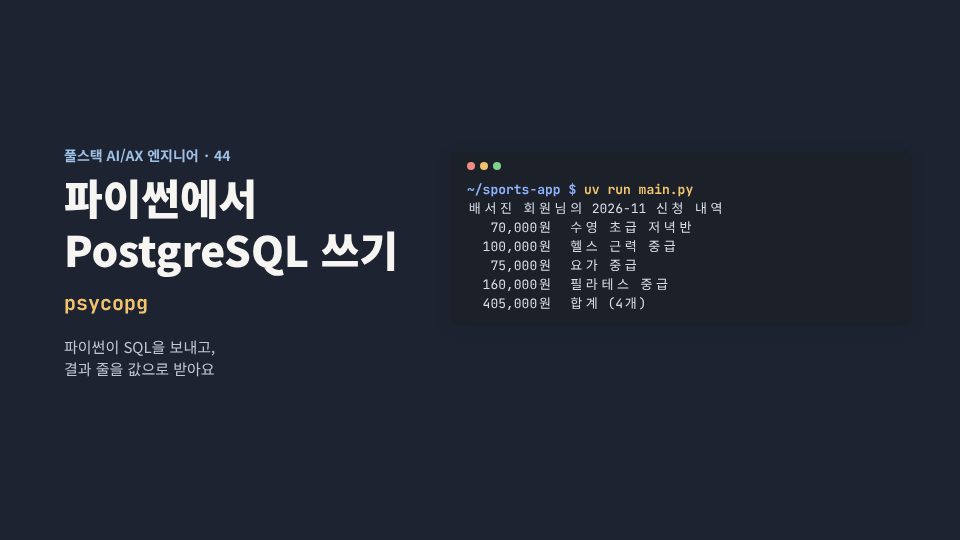 풀스택 AI/AX 엔지니어 · 44
파이썬에서
PostgreSQL 쓰기
psycopg
파이썬이 SQL을 보내고,
결과 줄을 값으로 받아요
~/sports-app $ uv run main.py
배서진 회원님의 2026-11 신청 내역
70,000원 수영 초급 저녁반
100,000원 헬스 근력 중급
75,000원 요가 중급
160,000원 필라테스 중급
405,000원 합계 (4개)